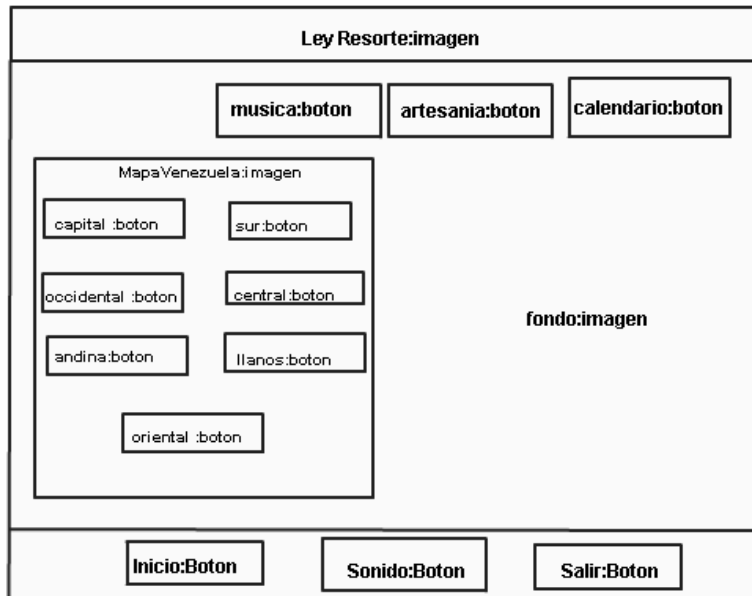 Ley Resorte:imagen
musica:boton
artesania:boton
calendario:boton
MapaVenezuela:imagen
capital :boton
sur:boton
occidental :boton
central:boton
andina:boton
llanos:boton
oriental :boton
fondo:imagen
Inicio:Boton
Sonido:Boton
Salir:Boton